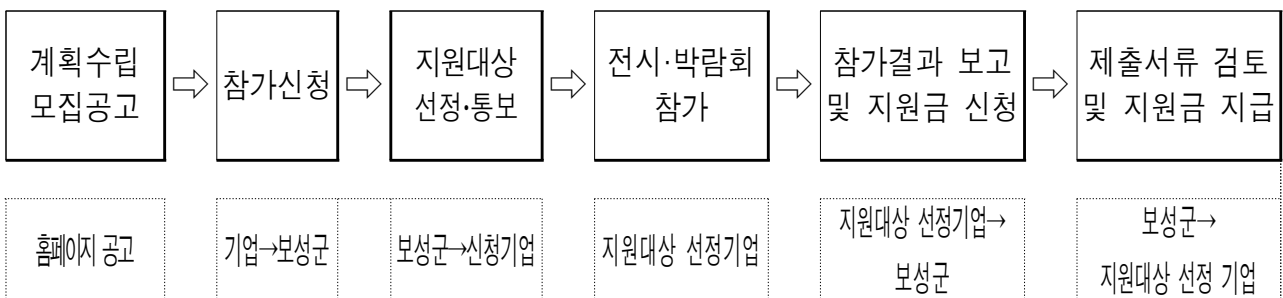 계획수립
모집공고
⇨
참가신청
⇨
지원대상
선정·통보
⇨
전시·박람회
참가
⇨
참가결과 보고
및 지원금 신청
⇨
제출서류 검토
및 지원금 지급
홈페이지 공고
기업→보성군
보성군→신청기업
지원대상 선정기업
지원대상 선정기업→
보성군
보성군→
지원대상 선정 기업